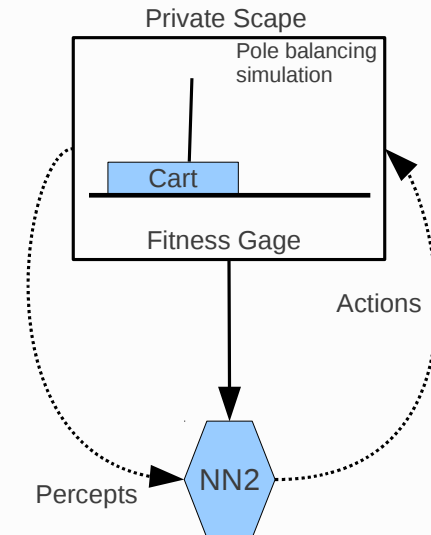 Private Scape
Pole balancing
simulation
Cart
Fitness Gage
Actions
NN2
Percepts